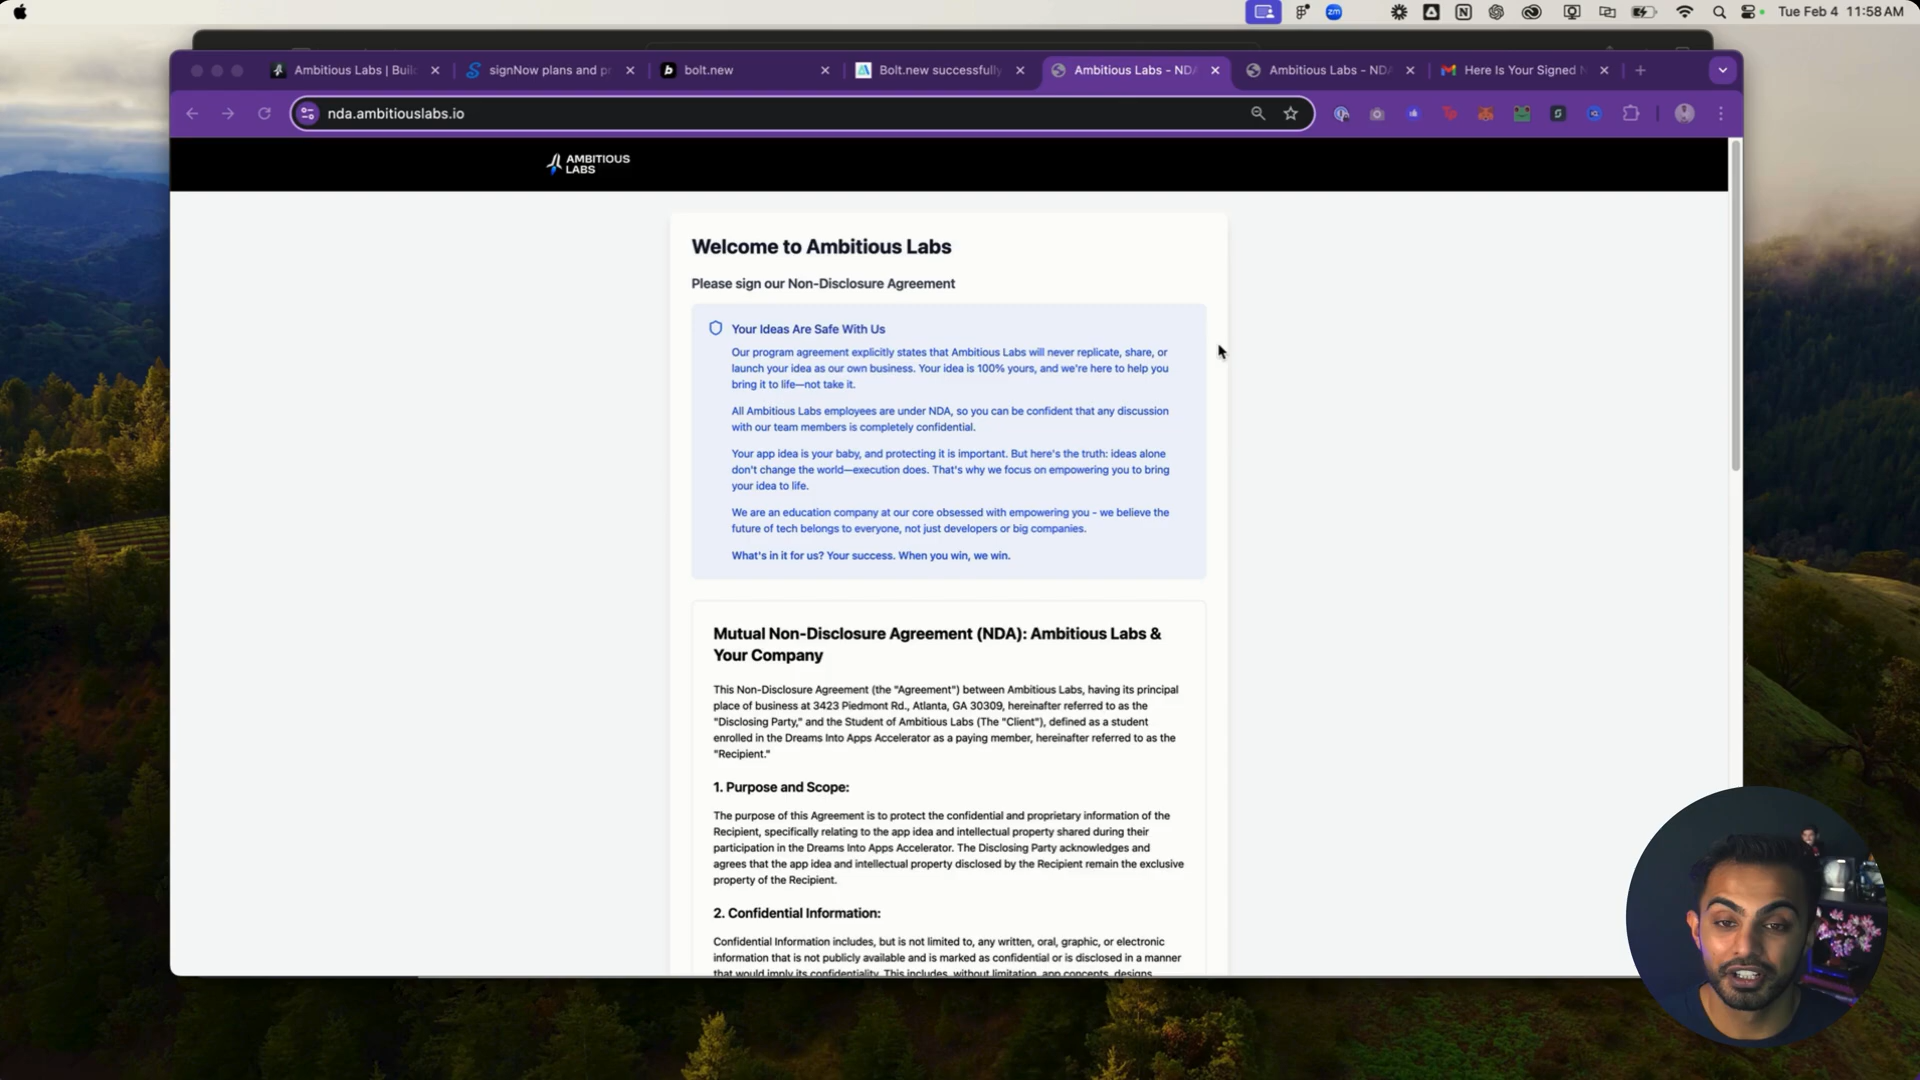 Tue Feb 4 11:58 AM
Ambitious Labs | Buil
signNow plans and pr
bolt.new
Bolt.new successfully
Ambitious Labs - NDA
Ambitious Labs - NDA
Here Is Your Signed N
nda.ambitiouslabs.io
AMBITIOUS
LABS
Welcome to Ambitious Labs
Please sign our Non-Disclosure Agreement
Your Ideas Are Safe With Us
Our program agreement explicitly states that Ambitious Labs will never replicate, share, or
launch your idea as our own business. Your idea is 100% yours, and we're here to help you
bring it to life—not take it.
All Ambitious Labs employees are under NDA, so you can be confident that any discussion
with our team members is completely confidential.
Your app idea is your baby, and protecting it is important. But here's the truth: ideas alone
don't change the world—execution does. That's why we focus on empowering you to bring
your idea to life.
We are an education company at our core obsessed with empowering you - we believe the
future of tech belongs to everyone, not just developers or big companies.
What's in it for us? Your success. When you win, we win.
Mutual Non-Disclosure Agreement (NDA): Ambitious Labs &
Your Company
This Non-Disclosure Agreement (the "Agreement") between Ambitious Labs, having its principal
place of business at 3423 Piedmont Rd., Atlanta, GA 30309, hereinafter referred to as the
"Disclosing Party," and the Student of Ambitious Labs (The "Client"), defined as a student
enrolled in the Dreams Into Apps Accelerator as a paying member, hereinafter referred to as the
"Recipient."
1. Purpose and Scope:
The purpose of this Agreement is to protect the confidential and proprietary information of the
Recipient, specifically relating to the app idea and intellectual property shared during their
participation in the Dreams Into Apps Accelerator. The Disclosing Party acknowledges and
agrees that the app idea and intellectual property disclosed by the Recipient remain the exclusive
property of the Recipient.
2. Confidential Information:
Confidential Information includes, but is not limited to, any written, oral, graphic, or electronic
information that is not publicly available and is marked as confidential or is disclosed in a manner
that would imply its confidentiality. This includes, without limitation, app concepts, designs,